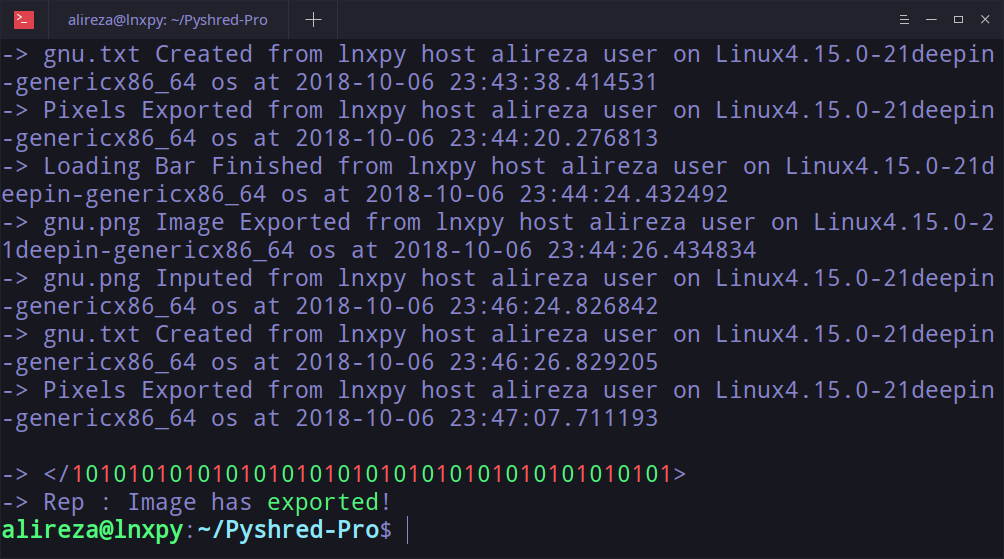 alireza@lnxpy: ~/Pyshred-Pro
-> gnu.txt Created from lnxpy host alireza user on Linux4.15.0-21deepin
-genericx86_64 os at 2018-10-06 23:43:38.414531
-> Pixels Exported from lnxpy host alireza user on Linux4.15.0-21deepin
-genericx86_64 os at 2018-10-06 23:44:20.276813
-> Loading Bar Finished from lnxpy host alireza user on Linux4.15.0-21d
eepin-genericx86_64 os at 2018-10-06 23:44:24.432492
-> gnu.png Image Exported from lnxpy host alireza user on Linux4.15.0-2
1deepin-genericx86_64 os at 2018-10-06 23:44:26.434834
-> gnu.png Inputed from lnxpy host alireza user on Linux4.15.0-21deepin
-genericx86_64 os at 2018-10-06 23:46:24.826842
-> gnu.txt Created from lnxpy host alireza user on Linux4.15.0-21deepin
-genericx86_64 os at 2018-10-06 23:46:26.829205
-> Pixels Exported from lnxpy host alireza user on Linux4.15.0-21deepin
-genericx86_64 os at 2018-10-06 23:47:07.711193
-> </1010101010101010101010101010101010101010101>
-> Rep : Image has exported!
alireza@lnxpy:~/Pyshred-Pro$